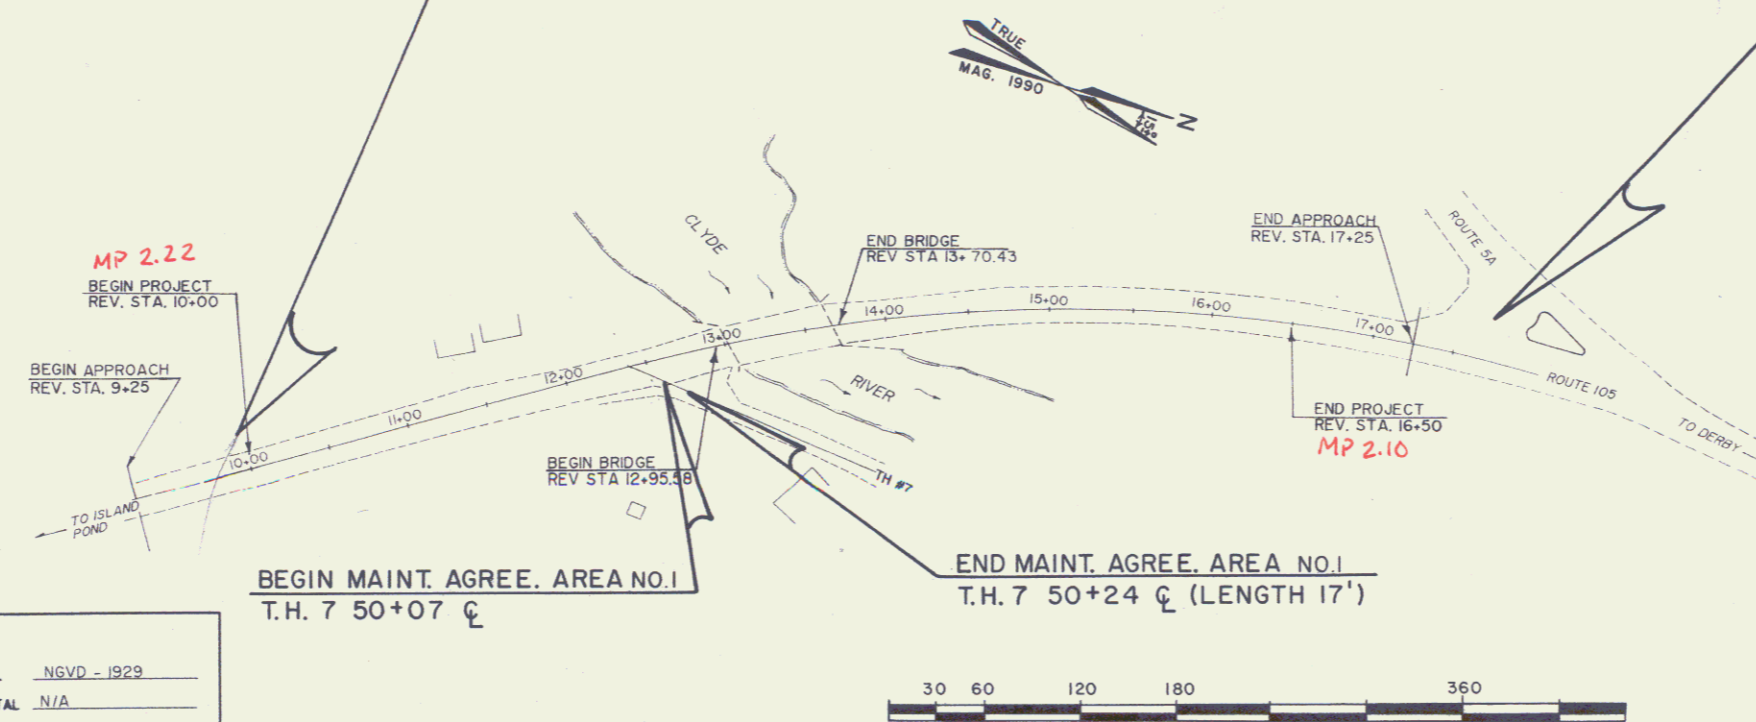 TRUE
MAG. 1990
N
CLYDE
ROUTE 5A
END APPROACH
REV. STA. 17+25
END BRIDGE
REV STA 13+70.43
MP 2.22
BEGIN PROJECT
REV. STA. 10+00
BEGIN APPROACH
REV. STA. 9+25
10+00
11+00
12+00
13+00
14+00
15+00
16+00
17+00
RIVER
ROUTE 105
END PROJECT
REV. STA. 16+50
MP 2.10
TO DERBY
BEGIN BRIDGE
REV STA 12+95.58
TH #7
TO ISLAND
POND
BEGIN MAINT. AGREE. AREA NO.1
T.H. 7 50+07 ℄
END MAINT. AGREE. AREA NO.1
T.H. 7 50+24 ℄ (LENGTH 17')
NGVD - 1929
TAL N/A
30 60 120 180 360